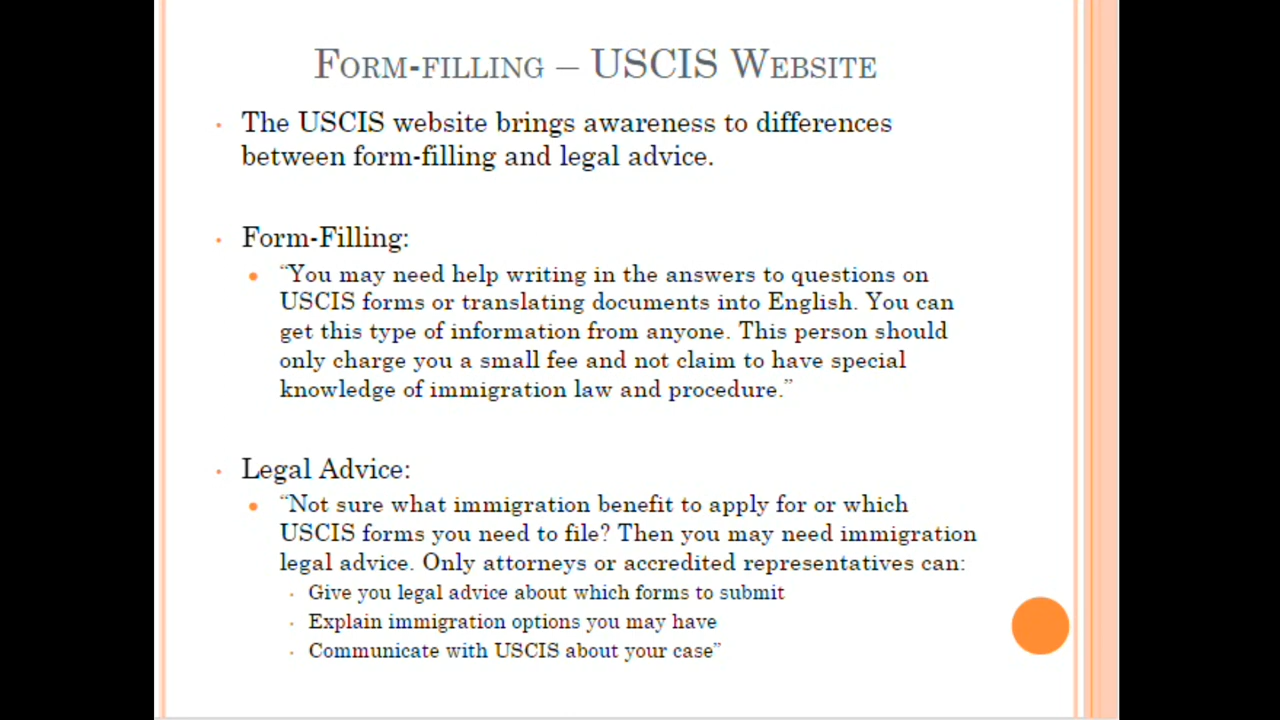 FORM-FILLING – USCIS WEBSITE
The USCIS website brings awareness to differences
between form-filling and legal advice.
Form-Filling:
“You may need help writing in the answers to questions on
USCIS forms or translating documents into English. You can
get this type of information from anyone. This person should
only charge you a small fee and not claim to have special
knowledge of immigration law and procedure.”
Legal Advice:
“Not sure what immigration benefit to apply for or which
USCIS forms you need to file? Then you may need immigration
legal advice. Only attorneys or accredited representatives can:
Give you legal advice about which forms to submit
Explain immigration options you may have
Communicate with USCIS about your case”